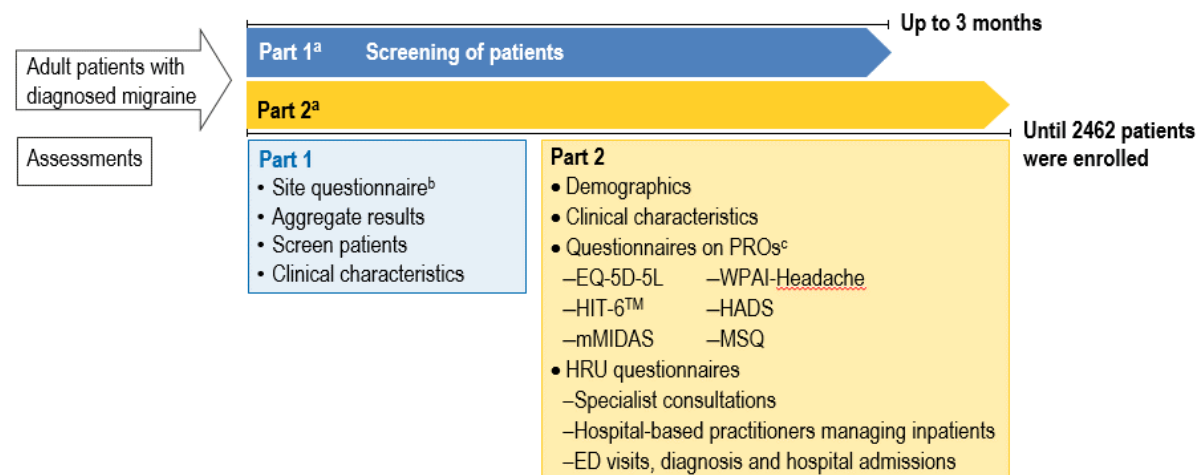 Up to 3 months
Adult patients with
diagnosed migraine
Part 1ᵃ Screening of patients
Part 2ᵃ
Until 2462 patients
were enrolled
Assessments
Part 1
• Site questionnaireᵇ
• Aggregate results
• Screen patients
• Clinical characteristics
Part 2
• Demographics
• Clinical characteristics
• Questionnaires on PROsᶜ
–EQ-5D-5L –WPAI-Headache
–HIT-6™ –HADS
–mMIDAS –MSQ
• HRU questionnaires
–Specialist consultations
–Hospital-based practitioners managing inpatients
–ED visits, diagnosis and hospital admissions